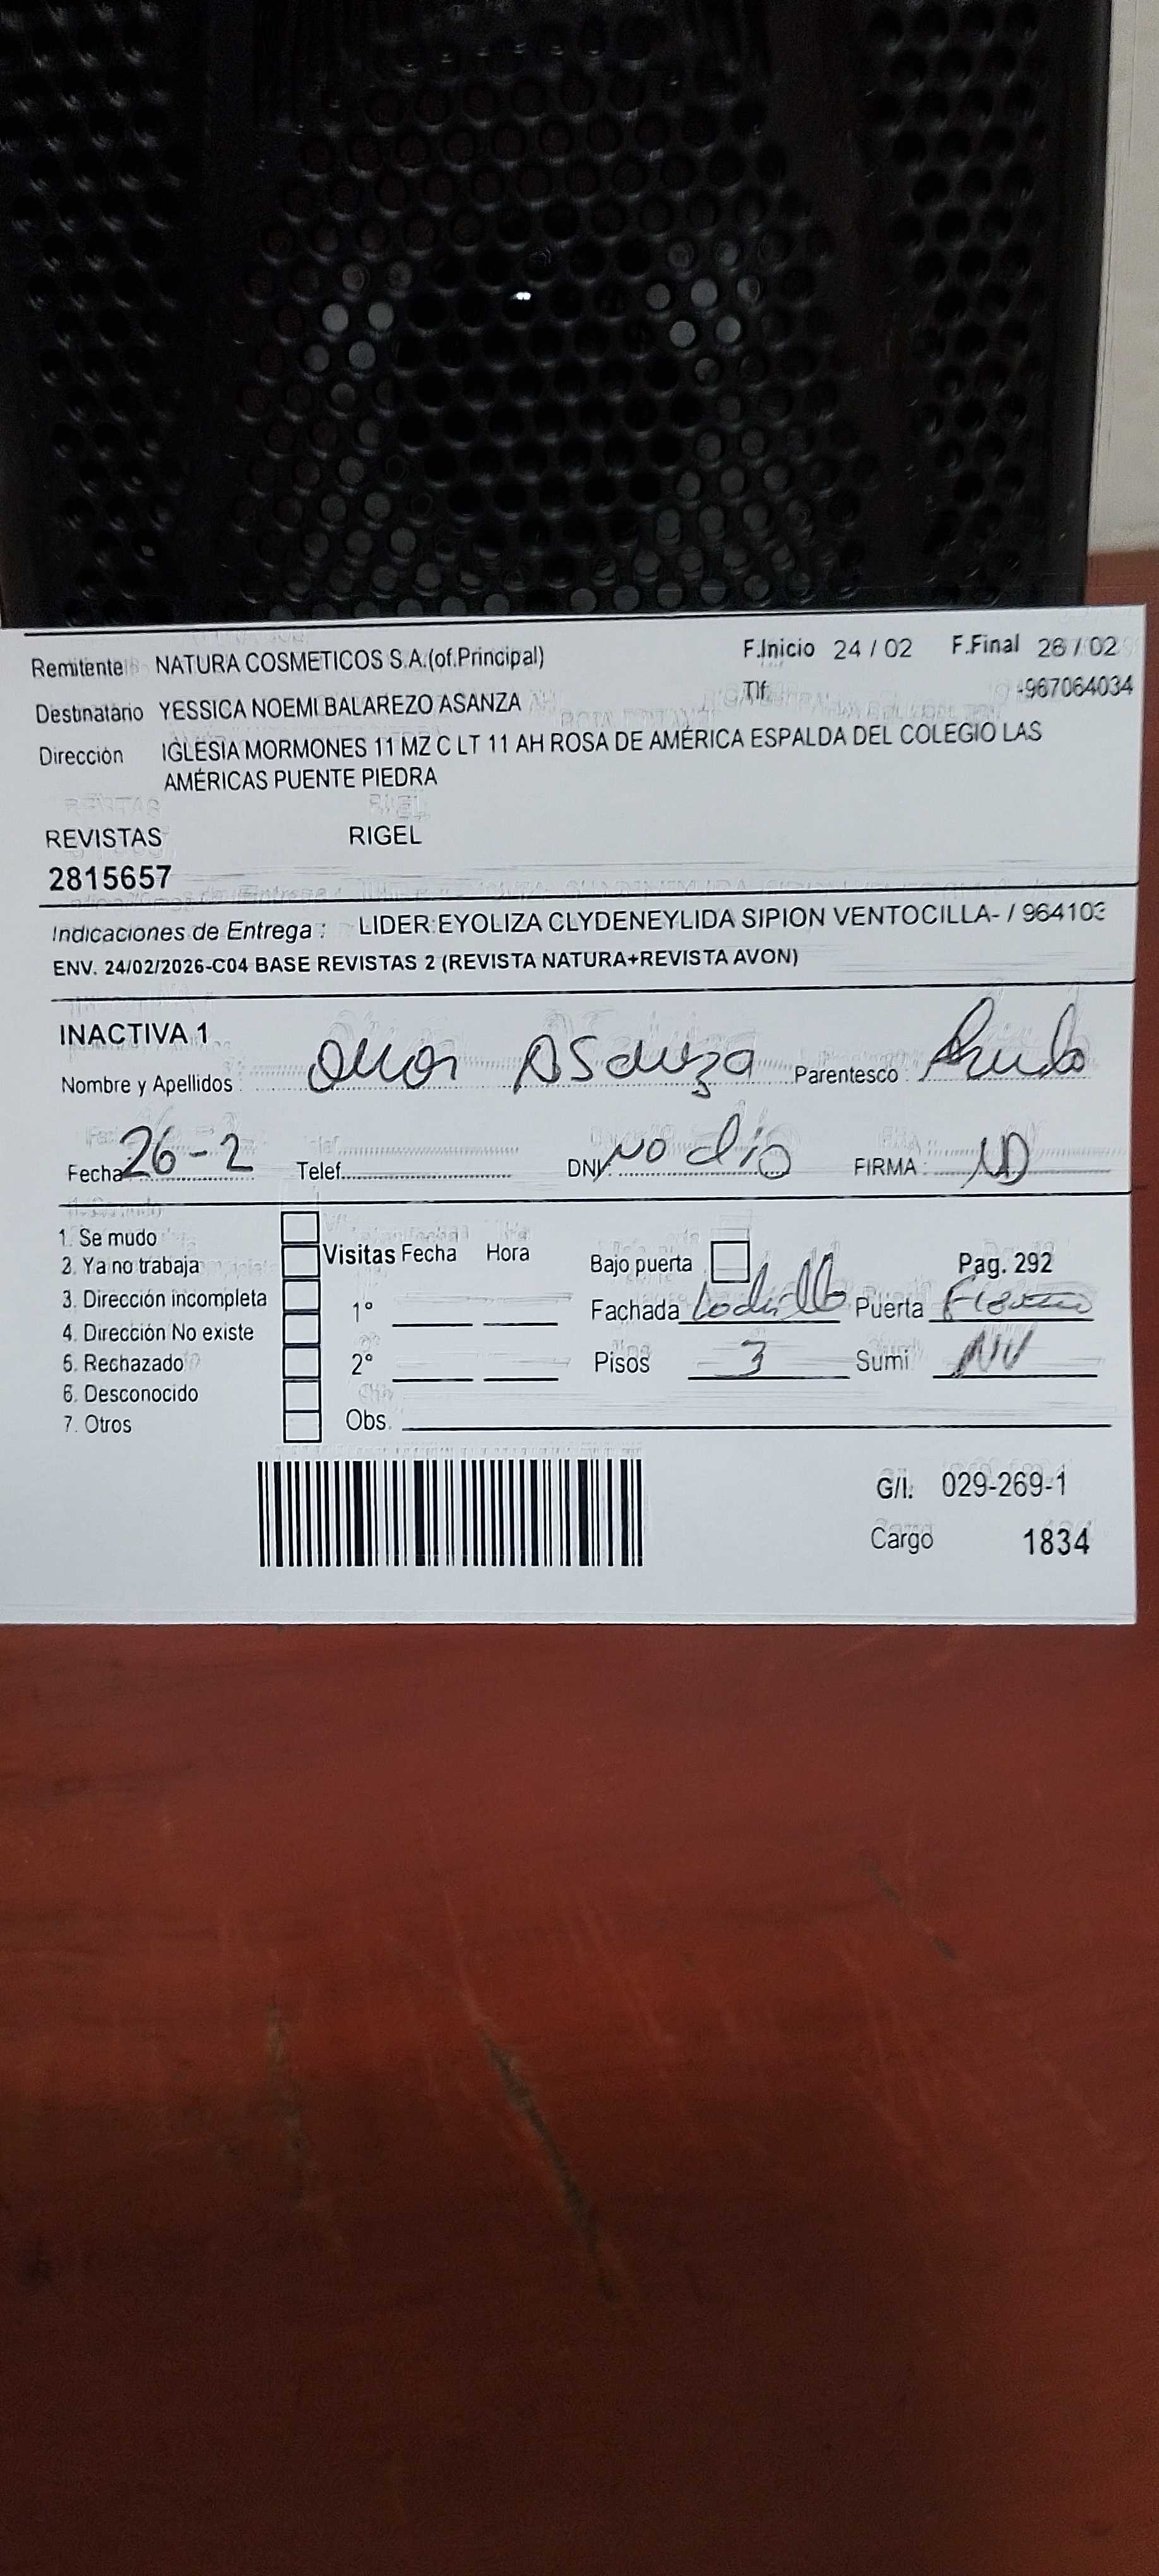 Remitente NATURA COSMETICOS S.A.(of.Principal) F.Inicio 24 / 02 F.Final 26 / 02
Destinatario YESSICA NOEMI BALAREZO ASANZA Tlf. -967064034
Dirección IGLESIA MORMONES 11 MZ C LT 11 AH ROSA DE AMÉRICA ESPALDA DEL COLEGIO LAS
AMÉRICAS PUENTE PIEDRA
REVISTAS RIGEL
2815657
Indicaciones de Entrega : LIDER:EYOLIZA CLYDENEYLIDA SIPION VENTOCILLA- / 964103
ENV. 24/02/2026-C04 BASE REVISTAS 2 (REVISTA NATURA+REVISTA AVON)
INACTIVA 1
Nombre y Apellidos : Asanza Parentesco :
Fecha 26-2 Telef. DNI No dio FIRMA : ND
1. Se mudo
2. Ya no trabaja Visitas Fecha Hora Bajo puerta Pag. 292
3. Dirección incompleta 1° Fachada Ladrillo Puerta Fierro
4. Dirección No existe
5. Rechazado 2° Pisos 3 Sumi NV
6. Desconocido
7. Otros Obs.
G/I: 029-269-1
Cargo 1834